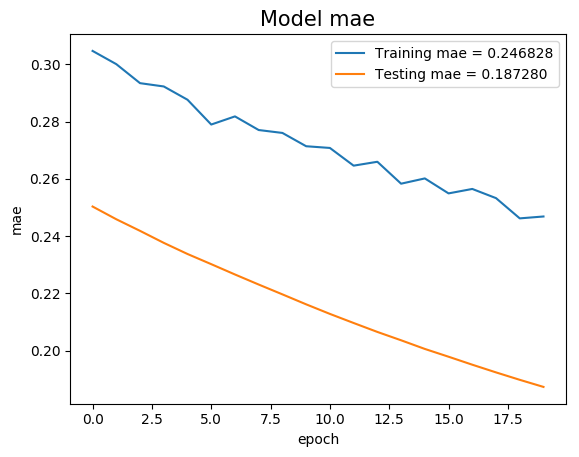 Model mae
Training mae = 0.246828
Testing mae = 0.187280
mae
0.30
0.28
0.26
0.24
0.22
0.20
0.0 2.5 5.0 7.5 10.0 12.5 15.0 17.5
epoch